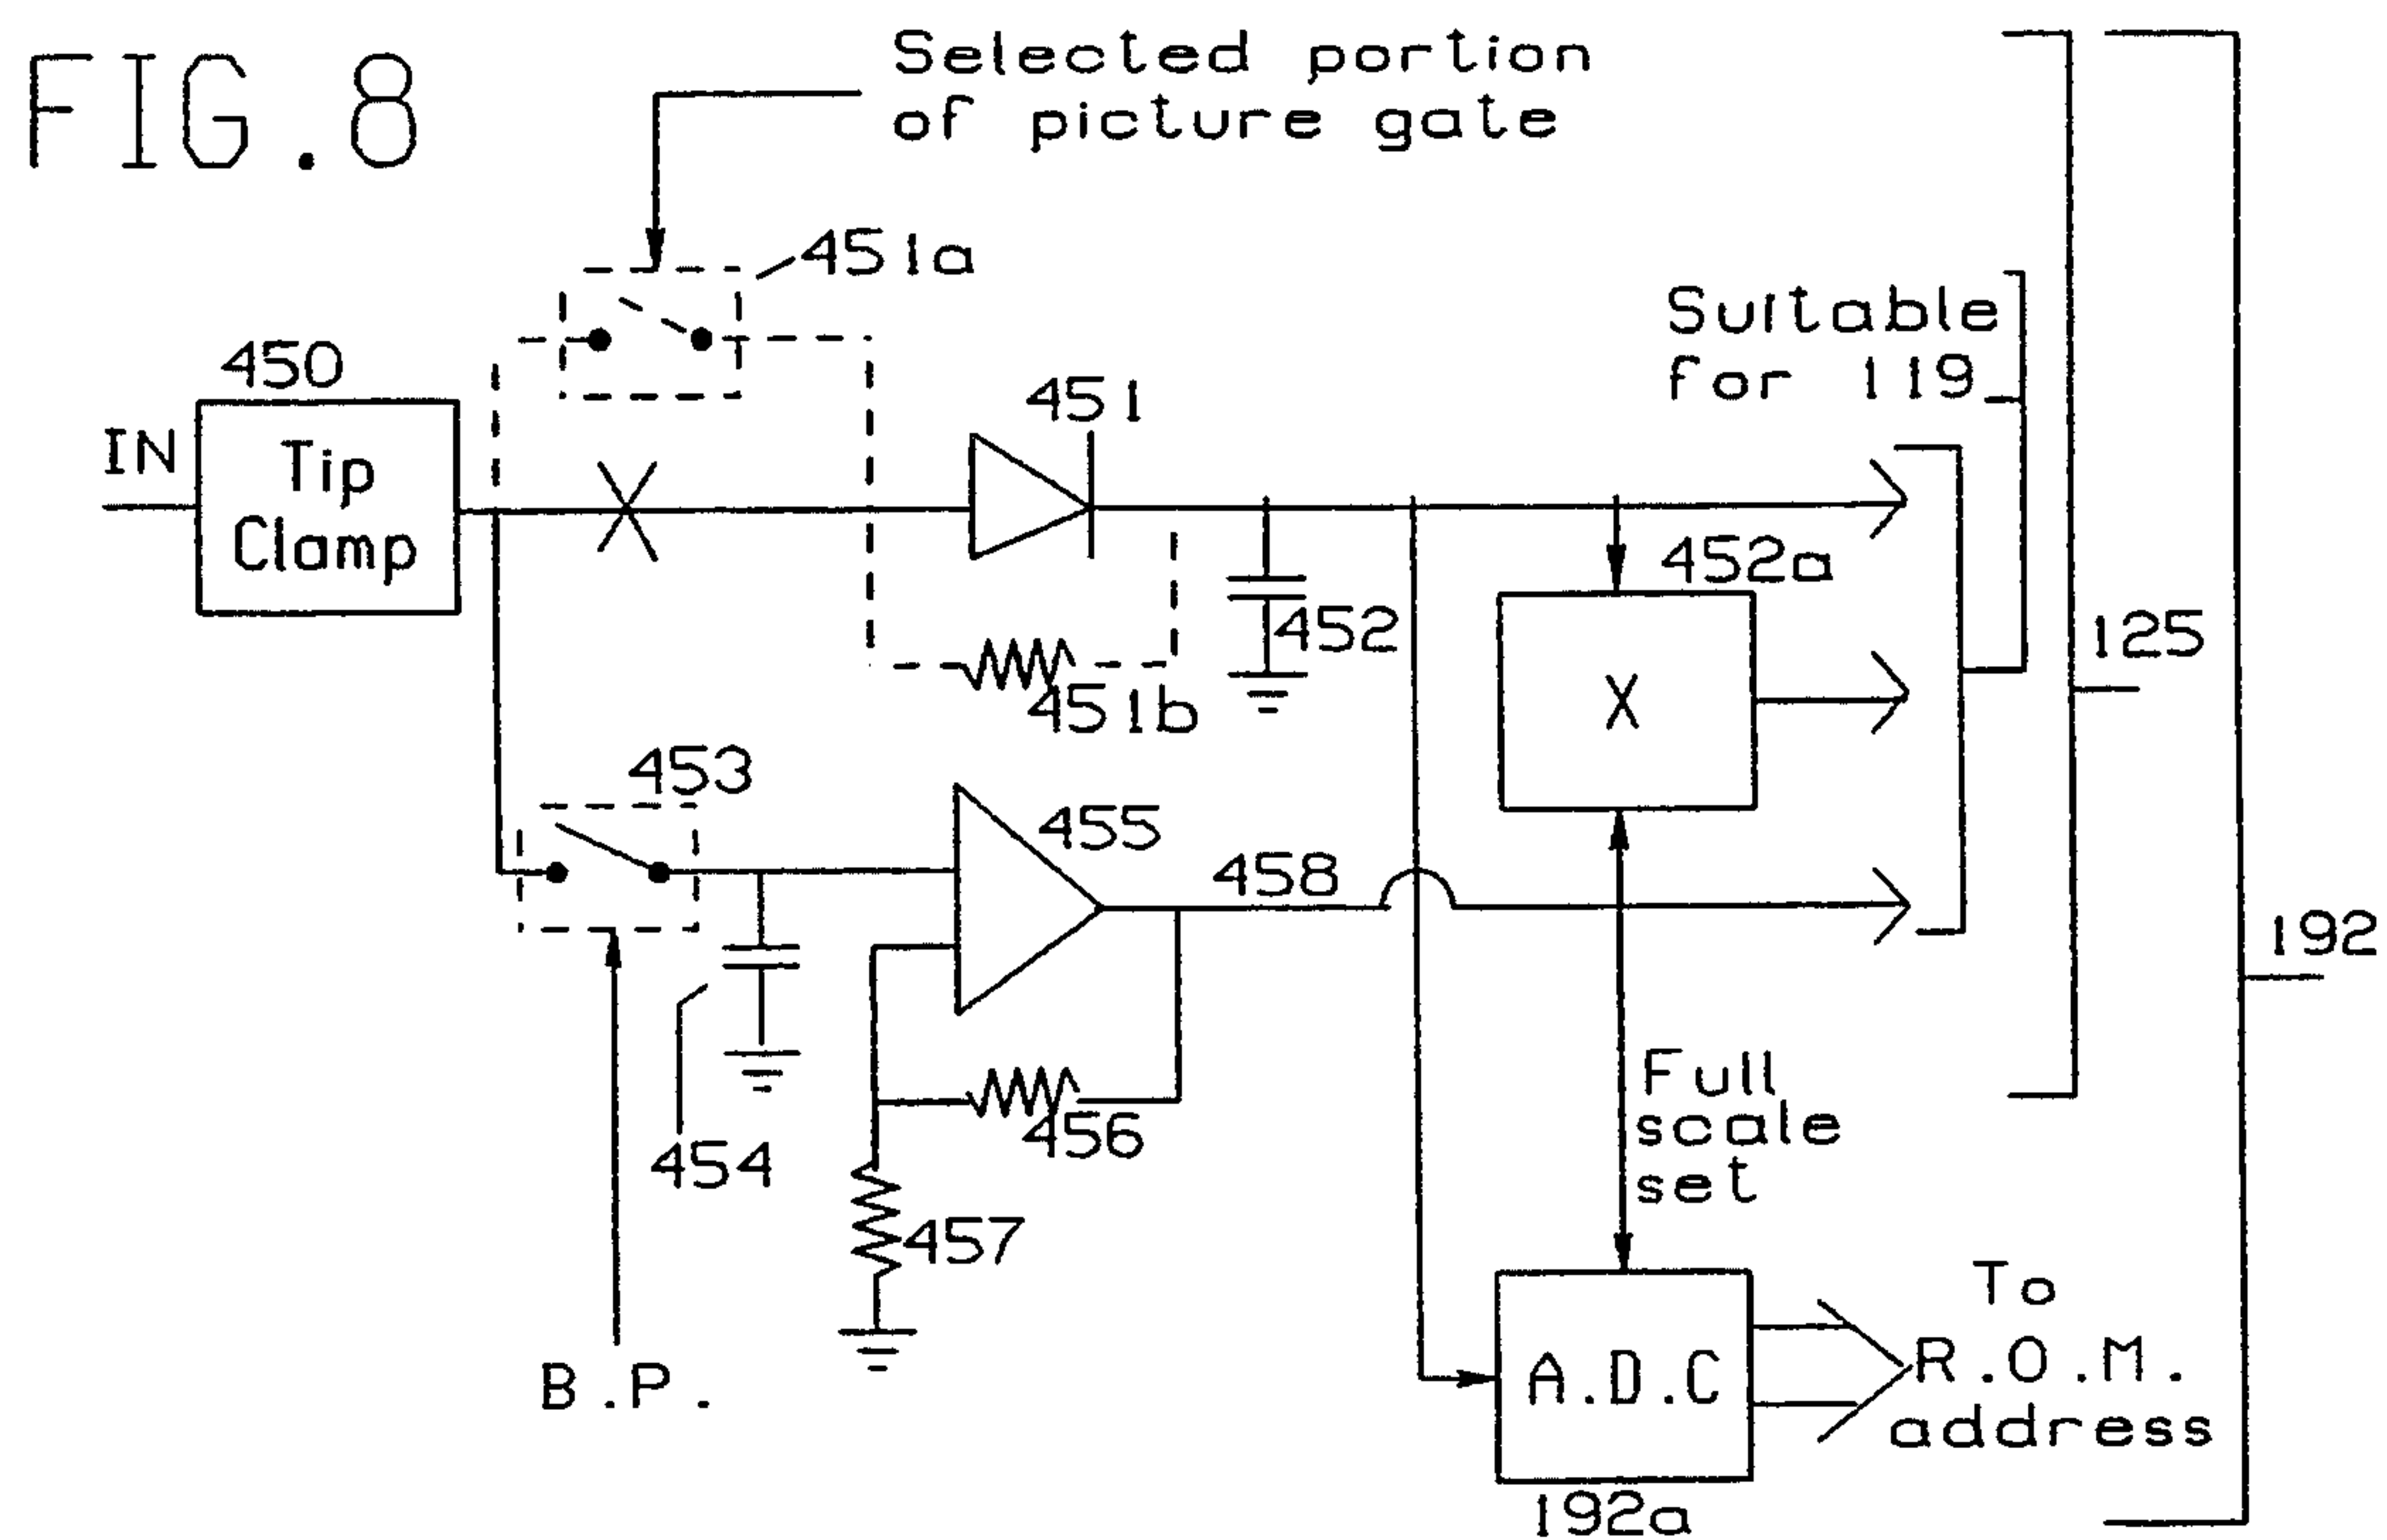 FIG.8
Selected portion
of picture gate
451a
450
IN
Tip
Clamp
451
Suitable
for 119
452a
452
125
X
451b
453
455
458
192
454
456
457
Full
scale
set
B.P.
A.D.C
To
R.O.M.
address
192a